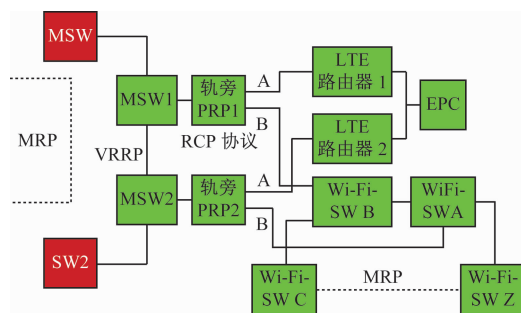 MSW
MRP
MSW1
VRRP
MSW2
SW2
轨旁
PRP1
RCP 协议
轨旁
PRP2
A
B
A
B
LTE
路由器 1
LTE
路由器 2
EPC
Wi-Fi-
SW B
WiFi-
SWA
Wi-Fi-
SW C
MRP
Wi-Fi-
SW Z